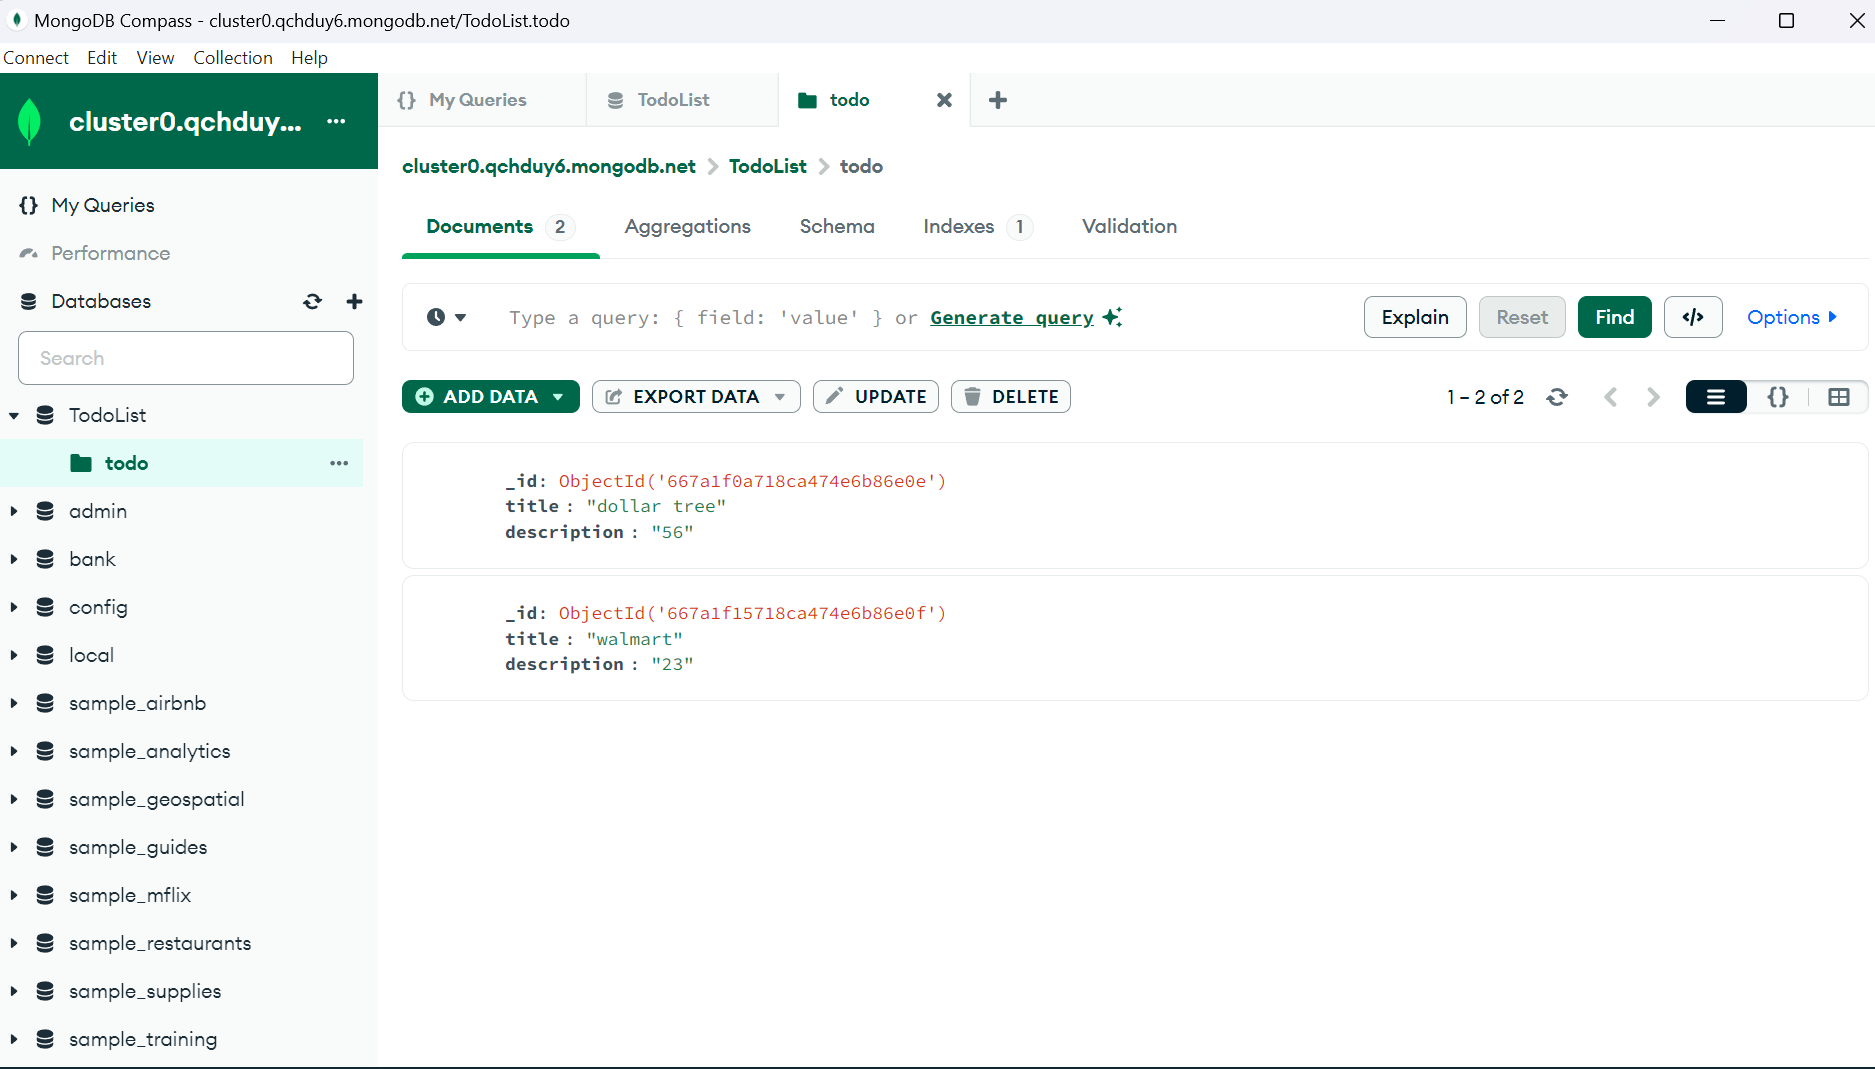 MongoDB Compass - cluster0.qchduy6.mongodb.net/TodoList.todo
Connect Edit View Collection Help
cluster0.qchduy... ...
{} My Queries
Performance
Databases
Search
TodoList
todo
admin
bank
config
local
sample_airbnb
sample_analytics
sample_geospatial
sample_guides
sample_mflix
sample_restaurants
sample_supplies
sample_training
{} My Queries TodoList todo
cluster0.qchduy6.mongodb.net > TodoList > todo
Documents 2 Aggregations Schema Indexes 1 Validation
Type a query: { field: 'value' } or Generate query Explain Reset Find </> Options
ADD DATA EXPORT DATA UPDATE DELETE 1 – 2 of 2 {}
_id: ObjectId('667a1f0a718ca474e6b86e0e')
title : "dollar tree"
description : "56"
_id: ObjectId('667a1f15718ca474e6b86e0f')
title : "walmart"
description : "23"